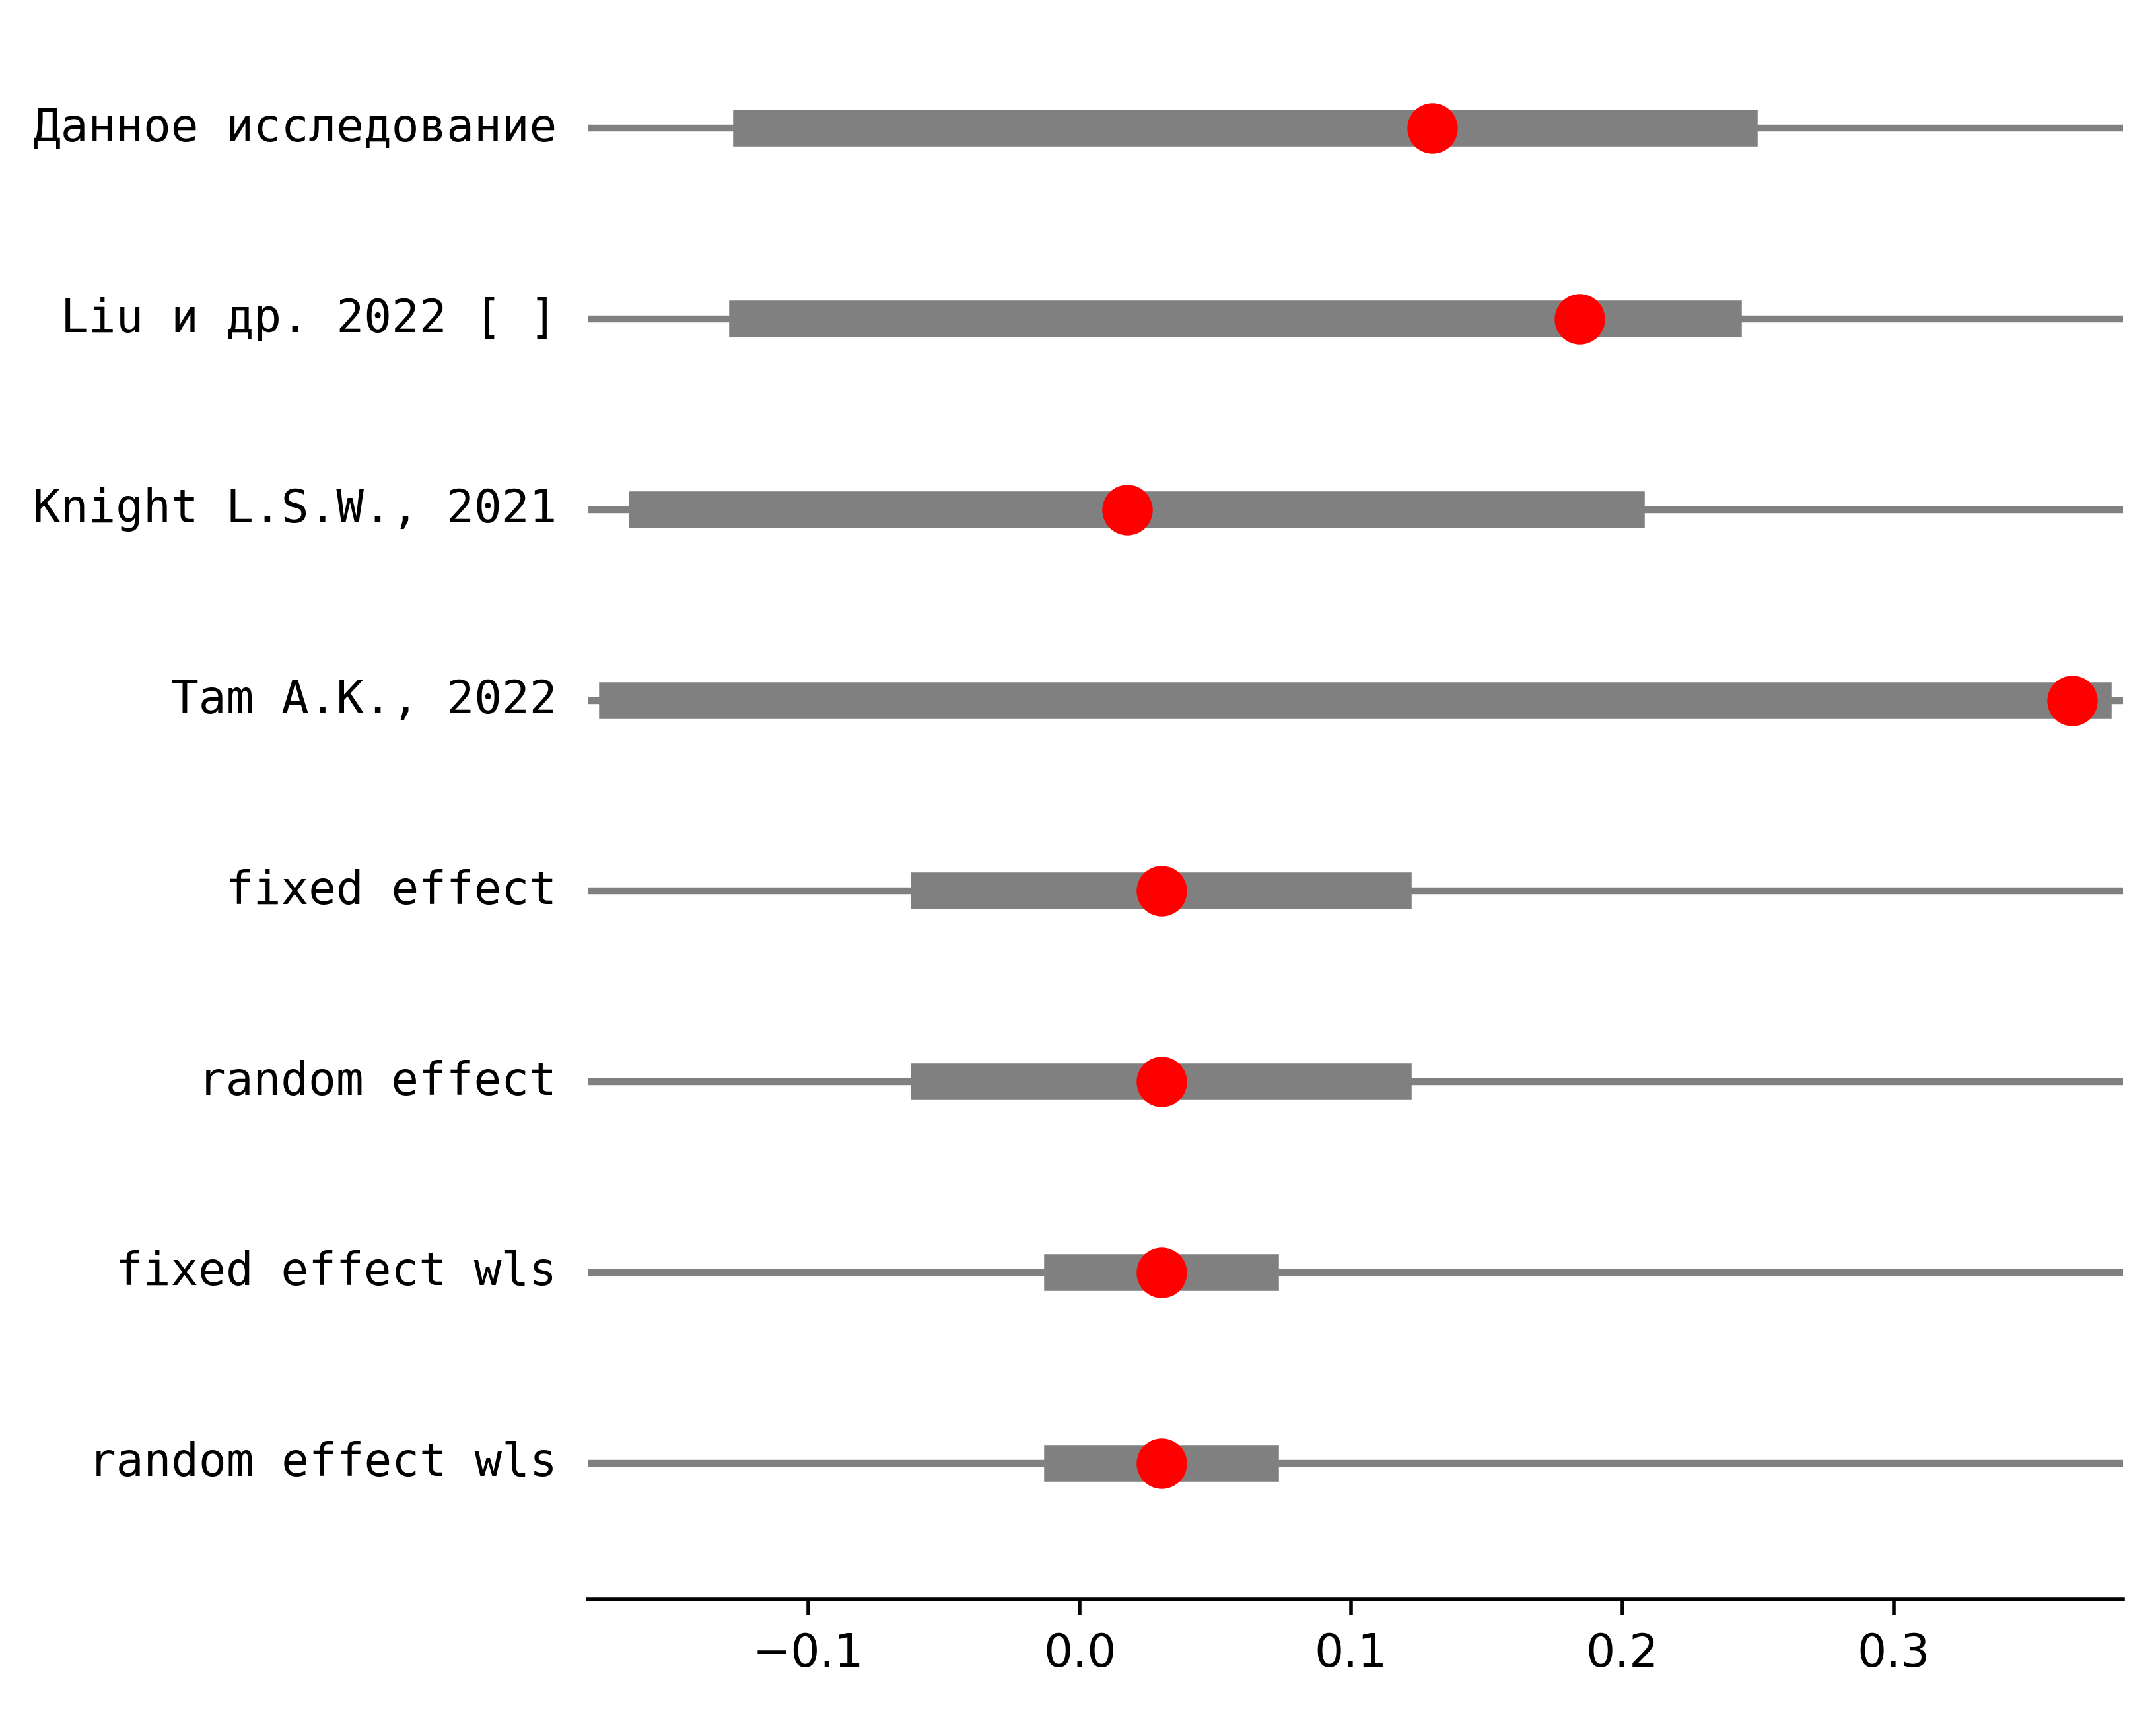 Данное исследование
Liu и др. 2022 [ ]
Knight L.S.W., 2021
Tam A.K., 2022
fixed effect
random effect
fixed effect wls
random effect wls
−0.1 0.0 0.1 0.2 0.3